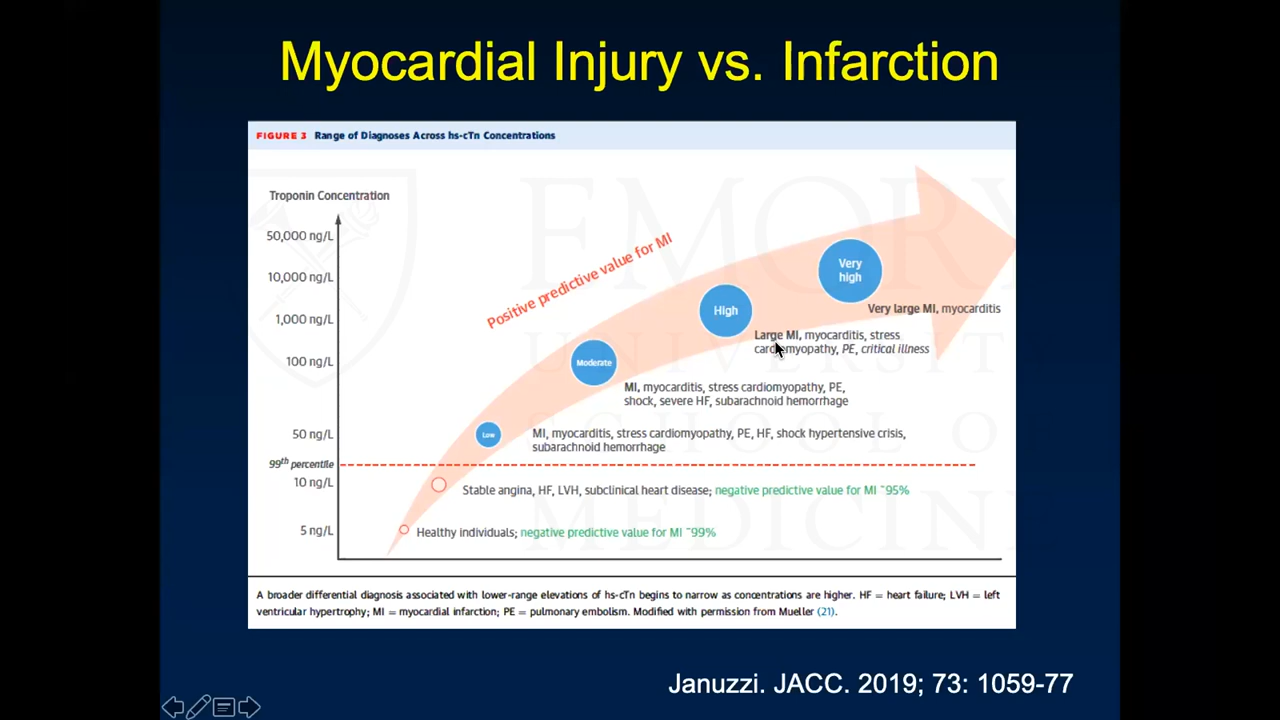 Myocardial Injury vs. Infarction
FIGURE 3 Range of Diagnoses Across hs-cTn Concentrations
Troponin Concentration
50,000 ng/L
10,000 ng/L
1,000 ng/L
100 ng/L
50 ng/L
99th percentile
10 ng/L
5 ng/L
Positive predictive value for MI
Very
high
Very large MI, myocarditis
High
Large MI, myocarditis, stress
cardiomyopathy, PE, critical illness
Moderate
MI, myocarditis, stress cardiomyopathy, PE,
shock, severe HF, subarachnoid hemorrhage
Low
MI, myocarditis, stress cardiomyopathy, PE, HF, shock hypertensive crisis,
subarachnoid hemorrhage
Stable angina, HF, LVH, subclinical heart disease; negative predictive value for MI ~95%
Healthy individuals; negative predictive value for MI ~99%
EMORY
UNIVERSITY
SCHOOL OF
MEDICINE
A broader differential diagnosis associated with lower-range elevations of hs-cTn begins to narrow as concentrations are higher. HF = heart failure; LVH = left
ventricular hypertrophy; MI = myocardial infarction; PE = pulmonary embolism. Modified with permission from Mueller (21).
Januzzi. JACC. 2019; 73: 1059-77